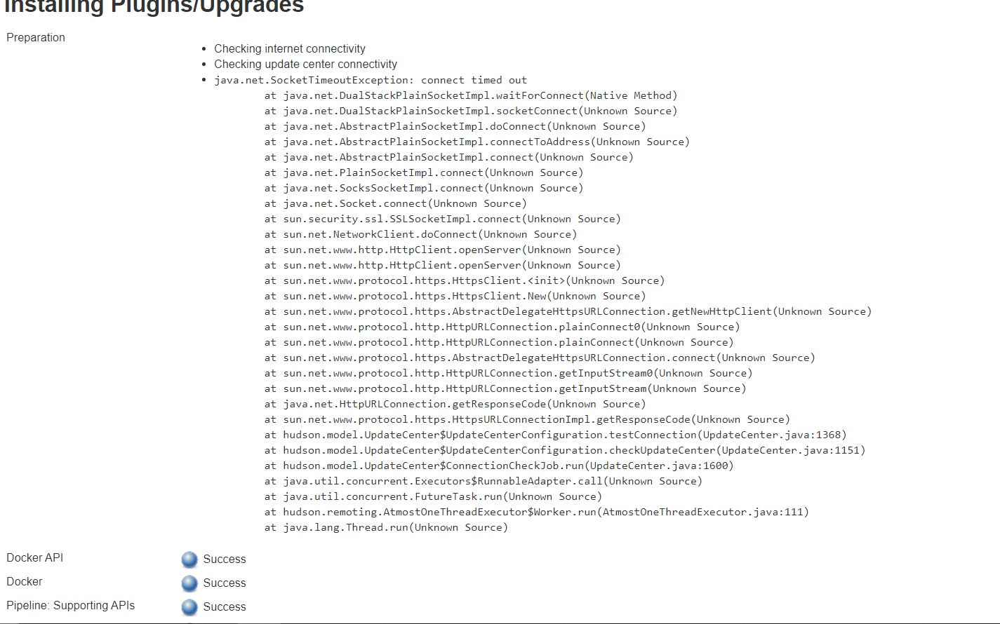 Installing Plugins/Upgrades
Preparation
Checking internet connectivity
Checking update center connectivity
java.net.SocketTimeoutException: connect timed out
at java.net.DualStackPlainSocketImpl.waitForConnect(Native Method)
at java.net.DualStackPlainSocketImpl.socketConnect(Unknown Source)
at java.net.AbstractPlainSocketImpl.doConnect(Unknown Source)
at java.net.AbstractPlainSocketImpl.connectToAddress(Unknown Source)
at java.net.AbstractPlainSocketImpl.connect(Unknown Source)
at java.net.PlainSocketImpl.connect(Unknown Source)
at java.net.SocksSocketImpl.connect(Unknown Source)
at java.net.Socket.connect(Unknown Source)
at sun.security.ssl.SSLSocketImpl.connect(Unknown Source)
at sun.net.NetworkClient.doConnect(Unknown Source)
at sun.net.www.http.HttpClient.openServer(Unknown Source)
at sun.net.www.http.HttpClient.openServer(Unknown Source)
at sun.net.www.protocol.https.HttpsClient.<init>(Unknown Source)
at sun.net.www.protocol.https.HttpsClient.New(Unknown Source)
at sun.net.www.protocol.https.AbstractDelegateHttpsURLConnection.getNewHttpClient(Unknown Source)
at sun.net.www.protocol.http.HttpURLConnection.plainConnect0(Unknown Source)
at sun.net.www.protocol.http.HttpURLConnection.plainConnect(Unknown Source)
at sun.net.www.protocol.https.AbstractDelegateHttpsURLConnection.connect(Unknown Source)
at sun.net.www.protocol.http.HttpURLConnection.getInputStream0(Unknown Source)
at sun.net.www.protocol.http.HttpURLConnection.getInputStream(Unknown Source)
at java.net.HttpURLConnection.getResponseCode(Unknown Source)
at sun.net.www.protocol.https.HttpsURLConnectionImpl.getResponseCode(Unknown Source)
at hudson.model.UpdateCenter$UpdateCenterConfiguration.testConnection(UpdateCenter.java:1368)
at hudson.model.UpdateCenter$UpdateCenterConfiguration.checkUpdateCenter(UpdateCenter.java:1151)
at hudson.model.UpdateCenter$ConnectionCheckJob.run(UpdateCenter.java:1600)
at java.util.concurrent.Executors$RunnableAdapter.call(Unknown Source)
at java.util.concurrent.FutureTask.run(Unknown Source)
at hudson.remoting.AtmostOneThreadExecutor$Worker.run(AtmostOneThreadExecutor.java:111)
at java.lang.Thread.run(Unknown Source)
Docker API Success
Docker Success
Pipeline: Supporting APIs Success